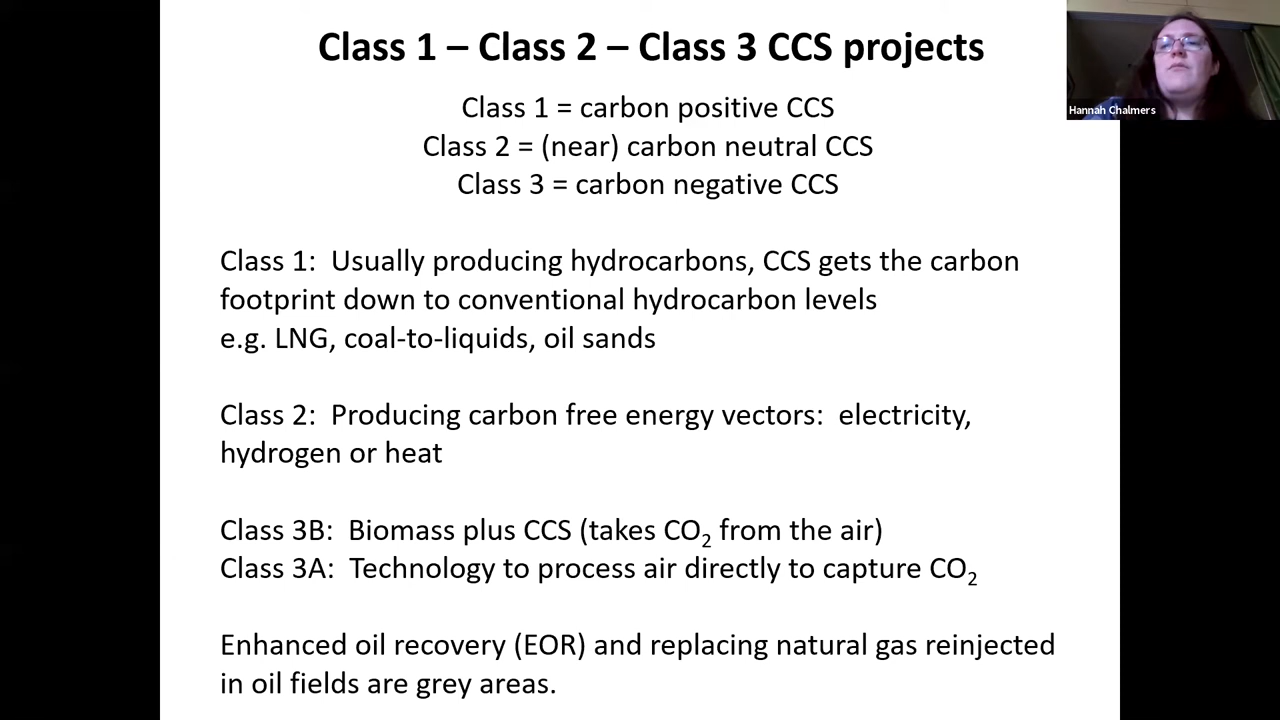 Class 1 – Class 2 – Class 3 CCS projects
Hannah Chalmers
Class 1 = carbon positive CCS
Class 2 = (near) carbon neutral CCS
Class 3 = carbon negative CCS
Class 1:  Usually producing hydrocarbons, CCS gets the carbon
footprint down to conventional hydrocarbon levels
e.g. LNG, coal-to-liquids, oil sands
Class 2:  Producing carbon free energy vectors:  electricity,
hydrogen or heat
Class 3B:  Biomass plus CCS (takes CO₂ from the air)
Class 3A:  Technology to process air directly to capture CO₂
Enhanced oil recovery (EOR) and replacing natural gas reinjected
in oil fields are grey areas.